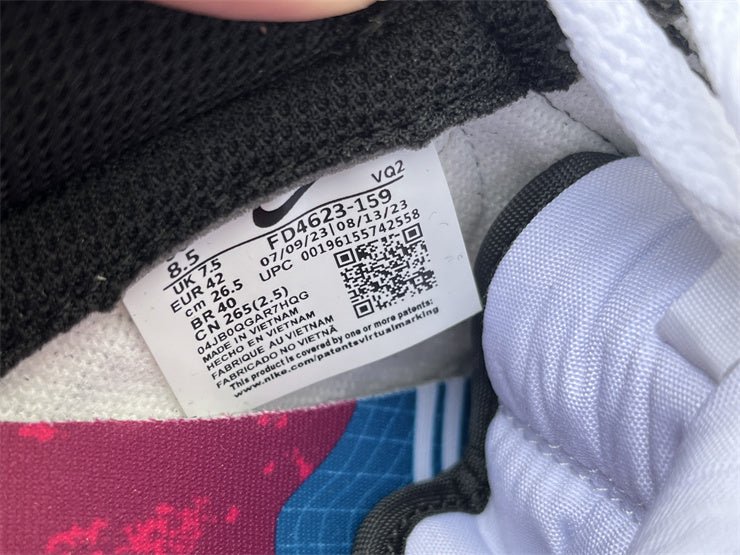 VQ2
8.5 FD4623-159
UK 7.5 07/09/23|08/13/23
EUR 42 UPC 00196155742558
cm 26.5
BR 40
CN 265(2.5)
04JB0QGAR7HQG
MADE IN VIETNAM
HECHO EN VIETNAM
FABRIQUE AU VIETNAM
FABRICADO NO VIETNÃ
This product is covered by one or more patents:
www.nike.com/patentsvirtualmarking